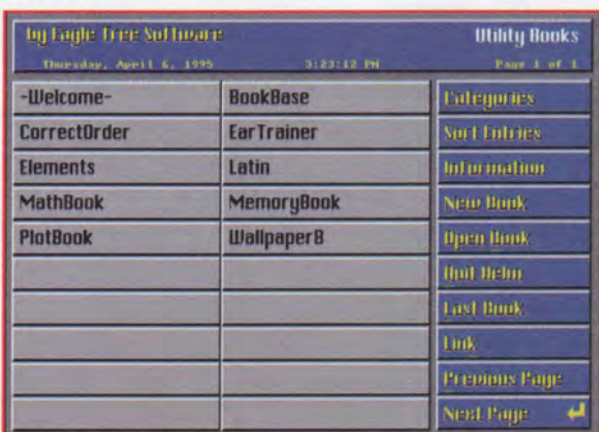 by Eagle Tree Software Utility Books
Thursday, April 6, 1995 3:23:12 PM Page 1 of 1
-Welcome- BookBase Categories
CorrectOrder EarTrainer Sort Entries
Elements Latin Information
MathBook MemoryBook New Book
PlotBook WallpaperB Open Book
Quit Helm
Last Book
Link
Previous Page
Next Page